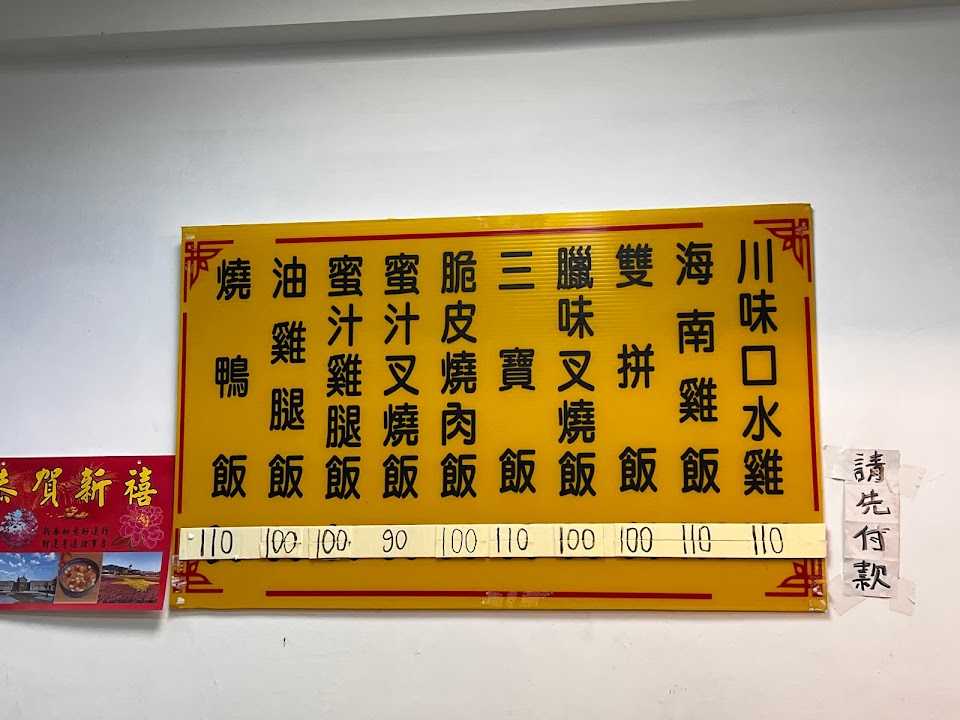 川味口水雞
海南雞飯
雙拼飯
臘味叉燒飯
三寶飯
脆皮燒肉飯
蜜汁叉燒飯
蜜汁雞腿飯
油雞腿飯
燒鴨飯
110 100 100 90 100 110 100 100 110 110
請先付款
恭賀新禧